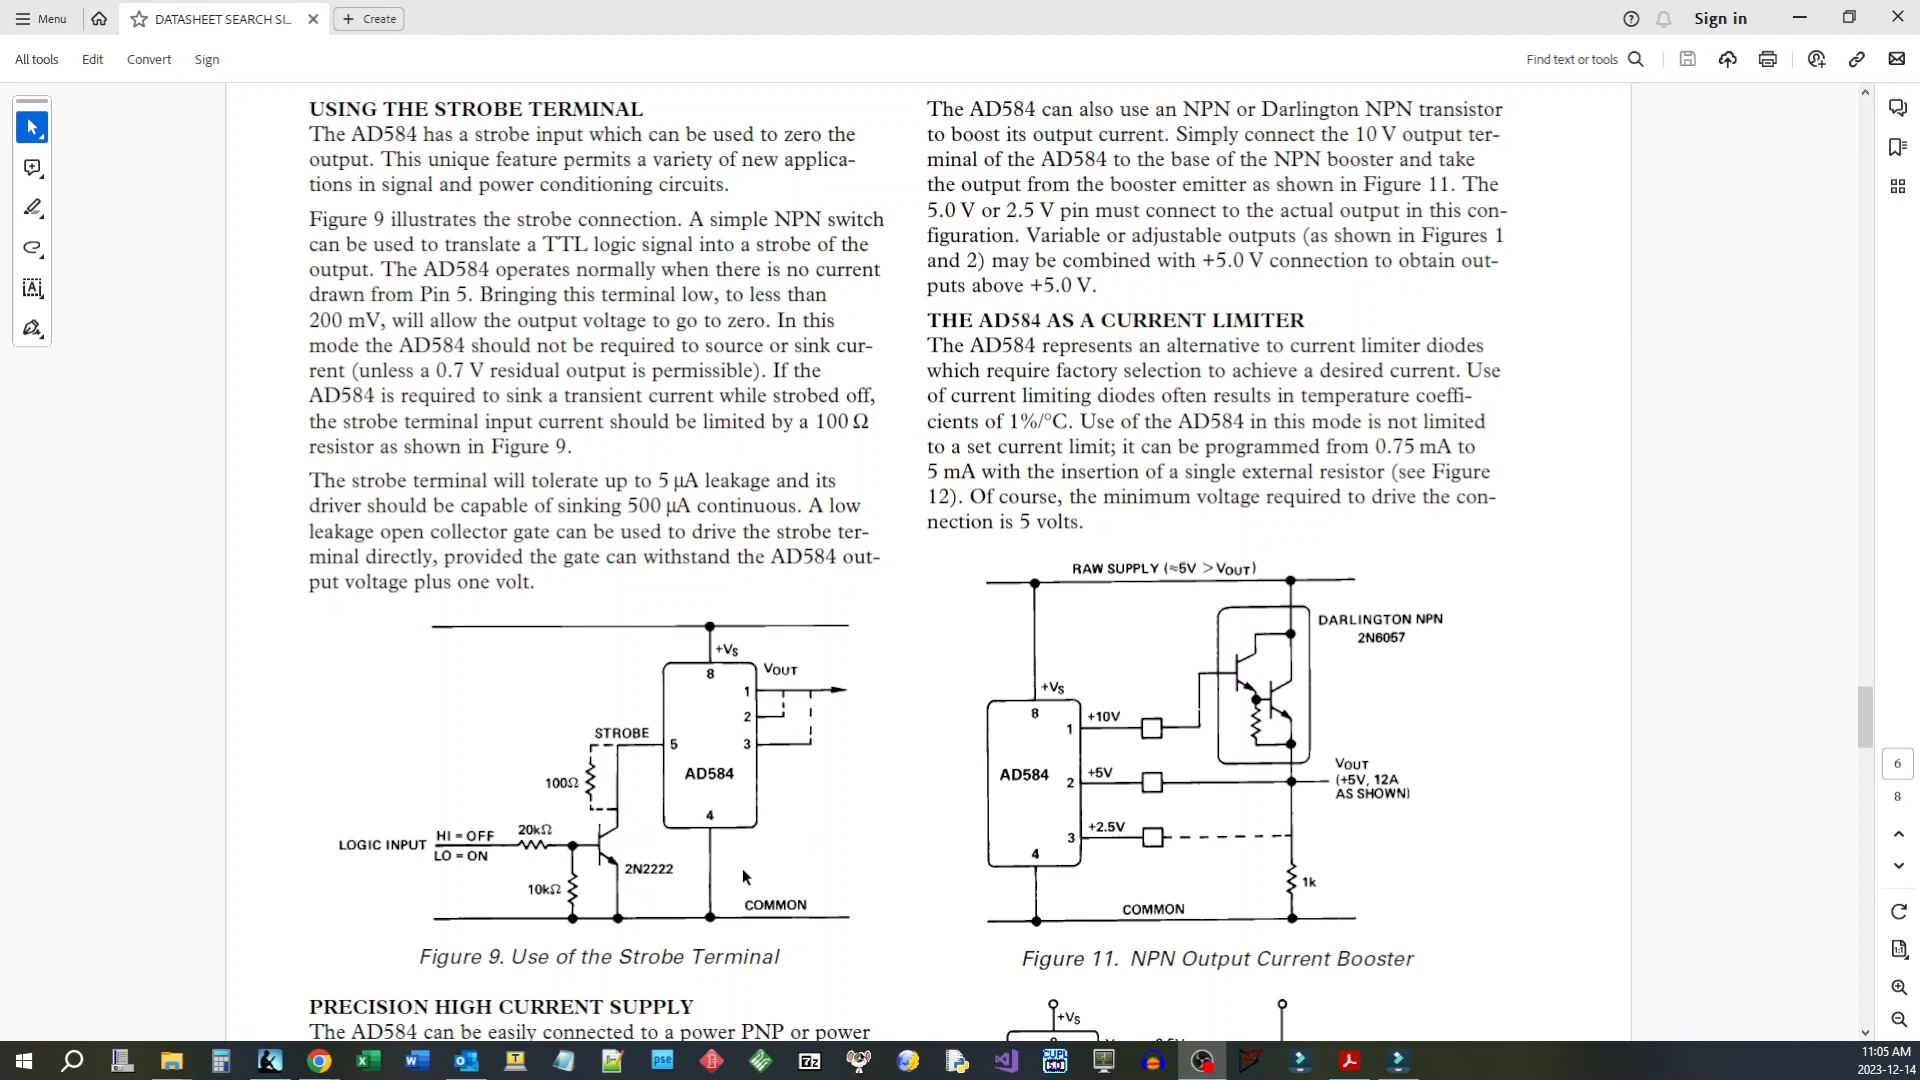 Menu
DATASHEET SEARCH SI...
Create
Sign in
All tools
Edit
Convert
Sign
Find text or tools
USING THE STROBE TERMINAL
The AD584 has a strobe input which can be used to zero the
output. This unique feature permits a variety of new applica-
tions in signal and power conditioning circuits.
Figure 9 illustrates the strobe connection. A simple NPN switch
can be used to translate a TTL logic signal into a strobe of the
output. The AD584 operates normally when there is no current
drawn from Pin 5. Bringing this terminal low, to less than
200 mV, will allow the output voltage to go to zero. In this
mode the AD584 should not be required to source or sink cur-
rent (unless a 0.7 V residual output is permissible). If the
AD584 is required to sink a transient current while strobed off,
the strobe terminal input current should be limited by a 100 Ω
resistor as shown in Figure 9.
The strobe terminal will tolerate up to 5 µA leakage and its
driver should be capable of sinking 500 µA continuous. A low
leakage open collector gate can be used to drive the strobe ter-
minal directly, provided the gate can withstand the AD584 out-
put voltage plus one volt.
+VS
8
VOUT
1
2
STROBE
5
3
100Ω
AD584
4
LOGIC INPUT
HI = OFF
LO = ON
20kΩ
2N2222
10kΩ
COMMON
Figure 9. Use of the Strobe Terminal
PRECISION HIGH CURRENT SUPPLY
The AD584 can be easily connected to a power PNP or power
The AD584 can also use an NPN or Darlington NPN transistor
to boost its output current. Simply connect the 10 V output ter-
minal of the AD584 to the base of the NPN booster and take
the output from the booster emitter as shown in Figure 11. The
5.0 V or 2.5 V pin must connect to the actual output in this con-
figuration. Variable or adjustable outputs (as shown in Figures 1
and 2) may be combined with +5.0 V connection to obtain out-
puts above +5.0 V.
THE AD584 AS A CURRENT LIMITER
The AD584 represents an alternative to current limiter diodes
which require factory selection to achieve a desired current. Use
of current limiting diodes often results in temperature coeffi-
cients of 1%/°C. Use of the AD584 in this mode is not limited
to a set current limit; it can be programmed from 0.75 mA to
5 mA with the insertion of a single external resistor (see Figure
12). Of course, the minimum voltage required to drive the con-
nection is 5 volts.
RAW SUPPLY (≈5V > VOUT)
DARLINGTON NPN
2N6057
+VS
8
1
+10V
AD584
2
+5V
VOUT
(+5V, 12A
AS SHOWN)
3
+2.5V
4
1k
COMMON
Figure 11. NPN Output Current Booster
+VS
6
8
11:05 AM
2023-12-14